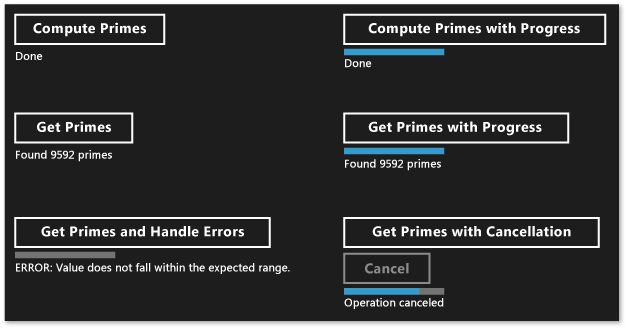 Compute Primes
Done
Compute Primes with Progress
Done
Get Primes
Found 9592 primes
Get Primes with Progress
Found 9592 primes
Get Primes and Handle Errors
ERROR: Value does not fall within the expected range.
Get Primes with Cancellation
Cancel
Operation canceled